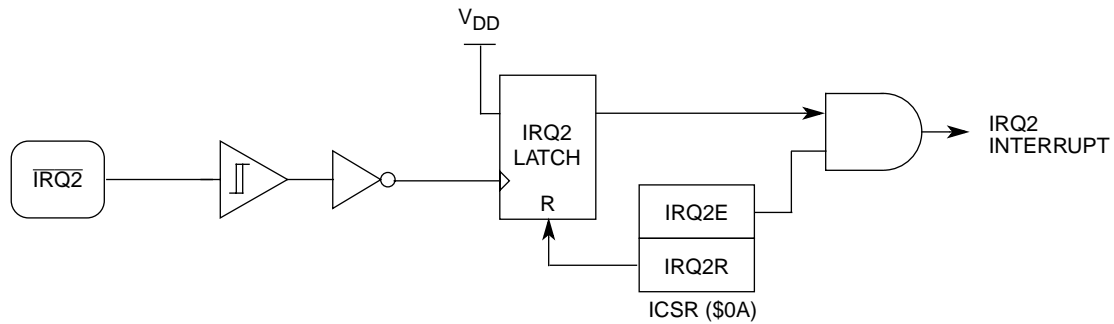 VDD
IRQ2
IRQ2
LATCH
R
IRQ2
INTERRUPT
IRQ2E
IRQ2R
ICSR ($0A)